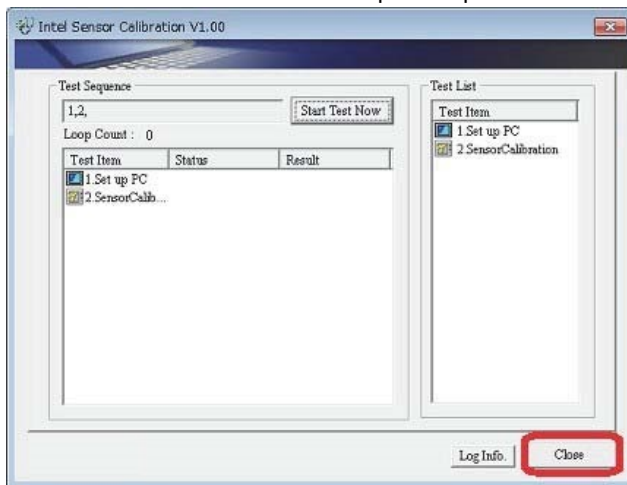 Intel Sensor Calibration V1.00
Test Sequence
1,2,
Start Test Now
Loop Count : 0
Test Item Status Result
1.Set up PC
2.SensorCalib...
Test List
Test Item
1.Set up PC
2.SensorCalibration
Log Info.
Close